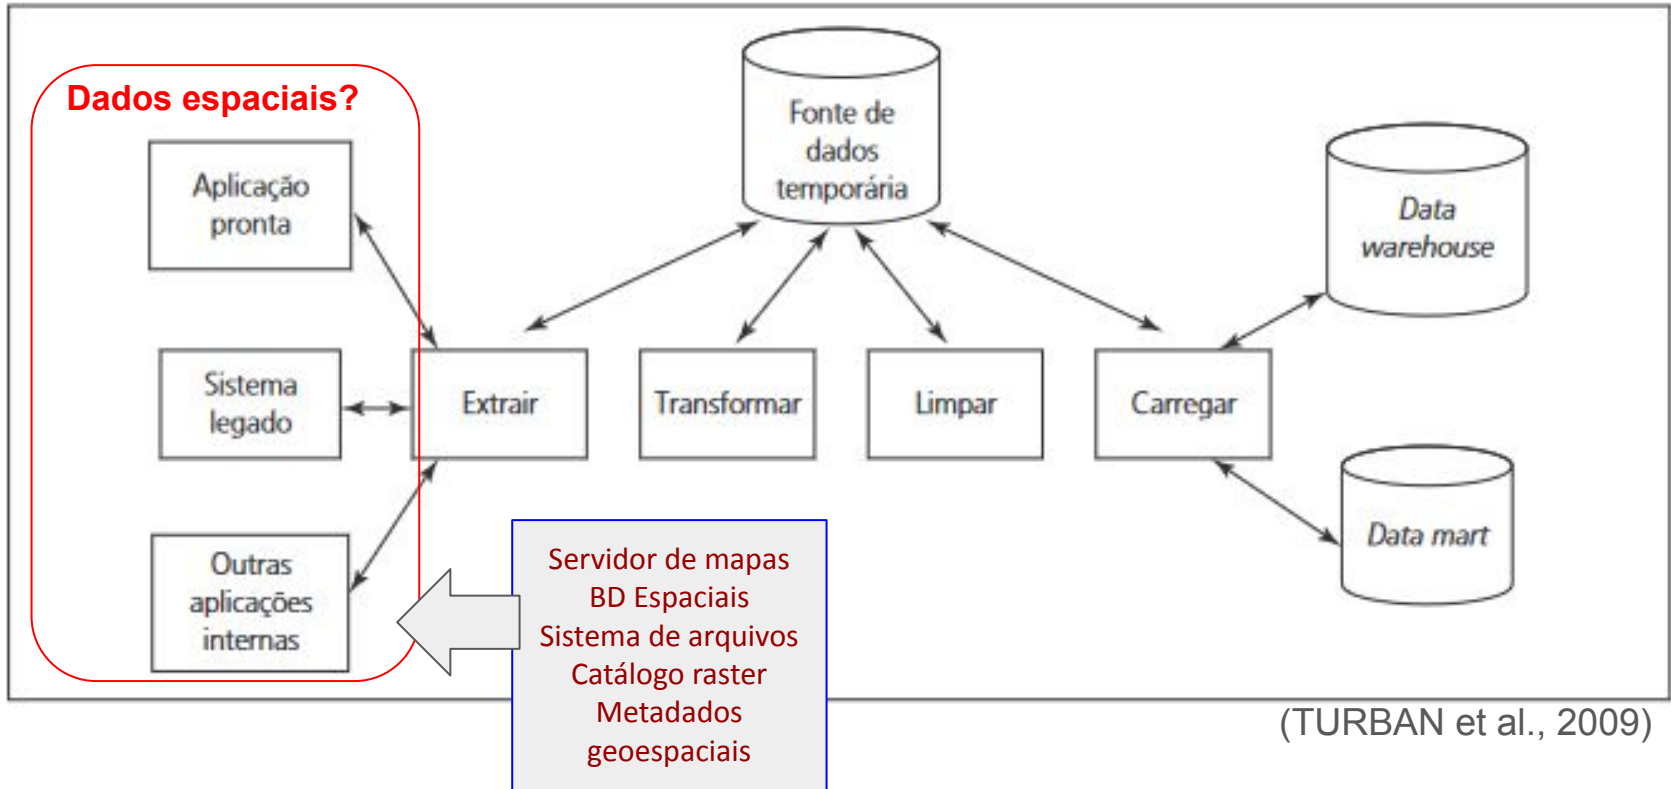 Dados espaciais?
Aplicação
pronta
Sistema
legado
Outras
aplicações
internas
Fonte de
dados
temporária
Extrair
Transformar
Limpar
Carregar
Data
warehouse
Data mart
Servidor de mapas
BD Espaciais
Sistema de arquivos
Catálogo raster
Metadados
geoespaciais
(TURBAN et al., 2009)